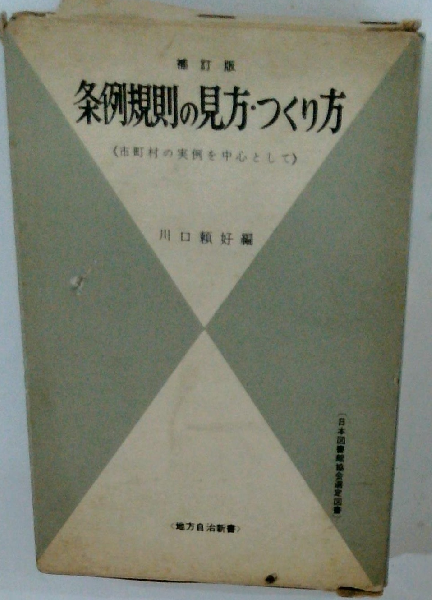 補訂版
条例規則の見方・つくり方
《市町村の実例を中心として》
川口頼好編
（日本図書館協会選定図書）
〈地方自治新書〉